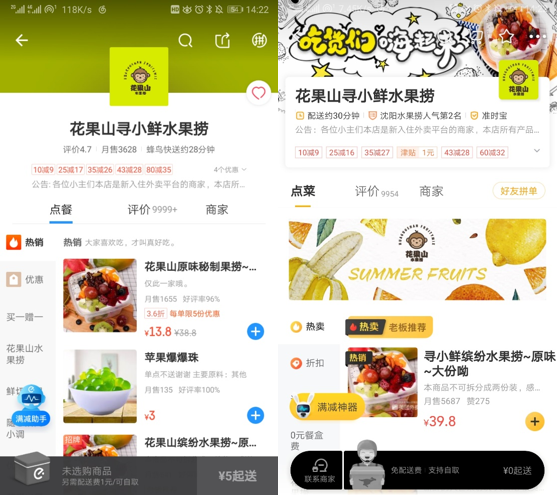 118K/s
14:22
花果山
花果山寻小鲜水果捞
评价4.7 月售3628 蜂鸟快送约28分钟
10减9 25减17 35减26 43减28 80减35 4个优惠
公告: 各位小主们本店是新入住外卖平台的商家，本店所...
点餐 评价 9999+ 商家
热销
优惠
买一赠一
花果山水果捞
小调
满减助手
热销 大家喜欢吃，才叫真好吃。
花果山原味秘制水果捞~...
仅此一家哦。
月售1655 好评率96%
3.6折 每单限5份优惠
¥13.8 ¥38.8
苹果爆爆珠
单点不送谢谢 主要原料：其他
月售135 好评率100%
¥3
招牌
花果山缤纷水果捞~原...
未选购商品
另需配送费1元/可自取
¥5起送
吃货们嗨起来
花果山
花果山寻小鲜水果捞
配送约30分钟 沈阳水果捞人气第2名 准时宝
公告：各位小主本店是新入住外卖平台的商家，本店所有产品...
10减9 25减16 35减27 津贴 1元 43减28 60减32
点菜 评价 9954 商家 好友拼单
花果山
SUMMER FRUITS
热卖
折扣
满减神器
0元餐盒费
热卖 老板推荐
热销
寻小鲜缤纷水果捞~原味~大份呦
本商品不可拆分成两份装，感...
月售5687 赞275
¥39.8
联系商家
免配送费 支持自取
¥0起送